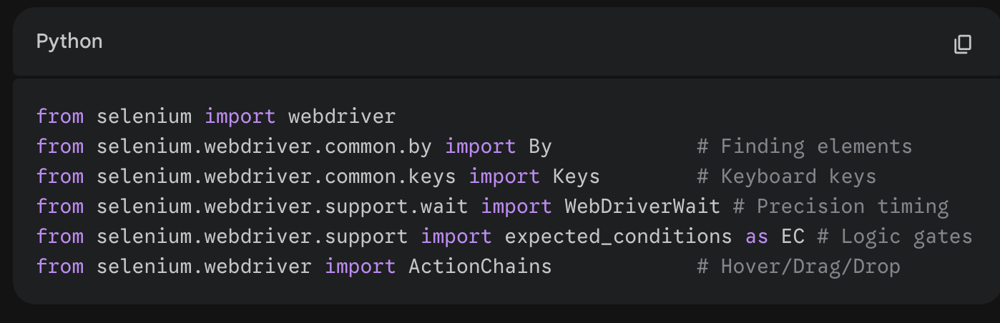 Python
from selenium import webdriver
from selenium.webdriver.common.by import By            # Finding elements
from selenium.webdriver.common.keys import Keys        # Keyboard keys
from selenium.webdriver.support.wait import WebDriverWait # Precision timing
from selenium.webdriver.support import expected_conditions as EC # Logic gates
from selenium.webdriver import ActionChains            # Hover/Drag/Drop